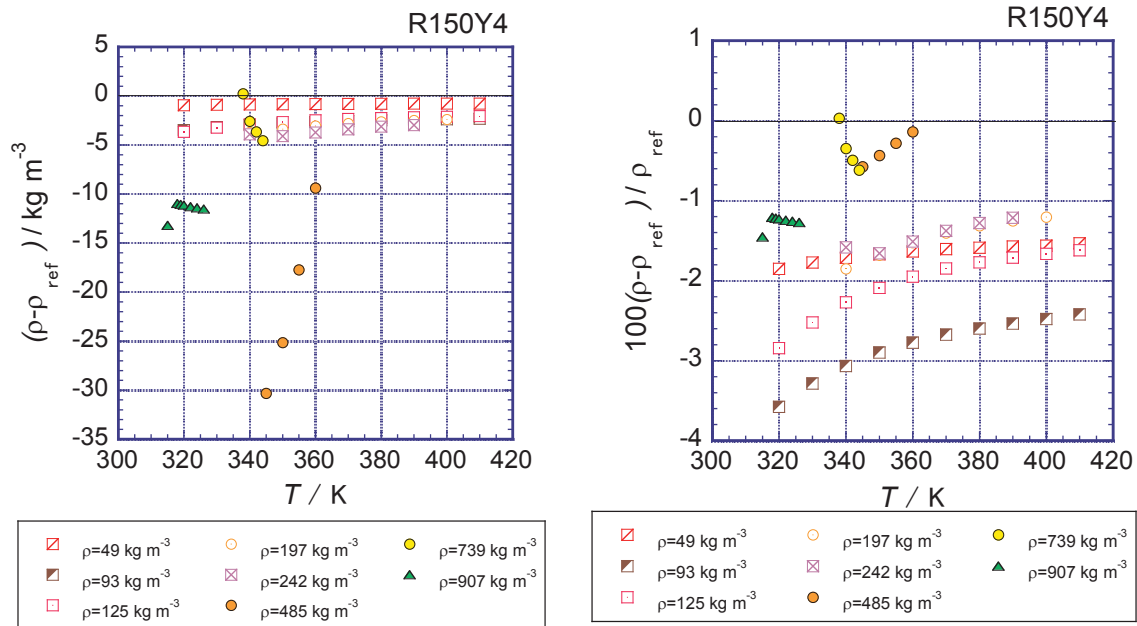 R150Y4
5
0
-5
-10
-15
-20
-25
-30
-35
(ρ-ρ ref ) / kg m-3
300 320 340 360 380 400 420
T / K
ρ=49 kg m-3 ρ=197 kg m-3 ρ=739 kg m-3
ρ=93 kg m-3 ρ=242 kg m-3 ρ=907 kg m-3
ρ=125 kg m-3 ρ=485 kg m-3
R150Y4
1
0
-1
-2
-3
-4
100(ρ-ρ ref ) / ρ ref
300 320 340 360 380 400 420
T / K
ρ=49 kg m-3 ρ=197 kg m-3 ρ=739 kg m-3
ρ=93 kg m-3 ρ=242 kg m-3 ρ=907 kg m-3
ρ=125 kg m-3 ρ=485 kg m-3